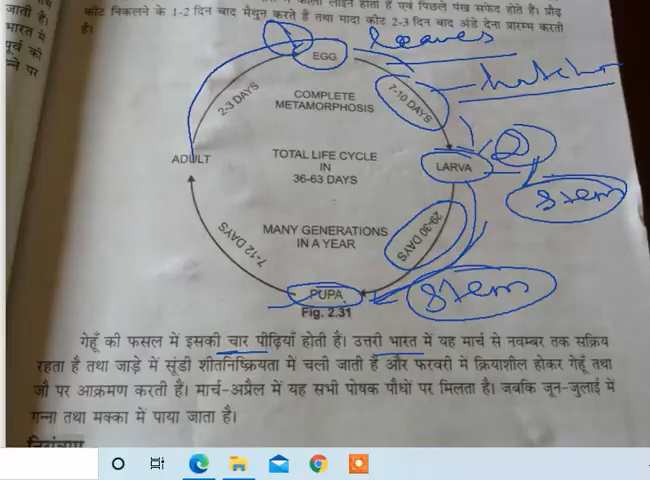 कीट निकलने के 1-2 दिन बाद मैथुन करते हैं तथा मादा कीट 2-3 दिन बाद अंडे देना प्रारम्भ करती
है।
जाती है।
भारत में
पूर्व की
ने पर
EGG
leaves
2-3 DAYS
COMPLETE
METAMORPHOSIS
7-10 DAYS
ADULT
TOTAL LIFE CYCLE
IN
36-63 DAYS
LARVA
stem
MANY GENERATIONS
IN A YEAR
29-30 DAYS
7-12 DAYS
PUPA
stem
Fig. 2.31
गेहूँ की फसल में इसकी चार पीढ़ियाँ होती हैं। उत्तरी भारत में यह मार्च से नवम्बर तक सक्रिय
रहता है तथा जाड़े में सूंडी शीतनिष्क्रियता में चली जाती है और फरवरी में क्रियाशील होकर गेहूँ तथा
जौ पर आक्रमण करती है। मार्च-अप्रैल में यह सभी पोषक पौधों पर मिलता है। जबकि जून-जुलाई में
गन्ना तथा मक्का में पाया जाता है।